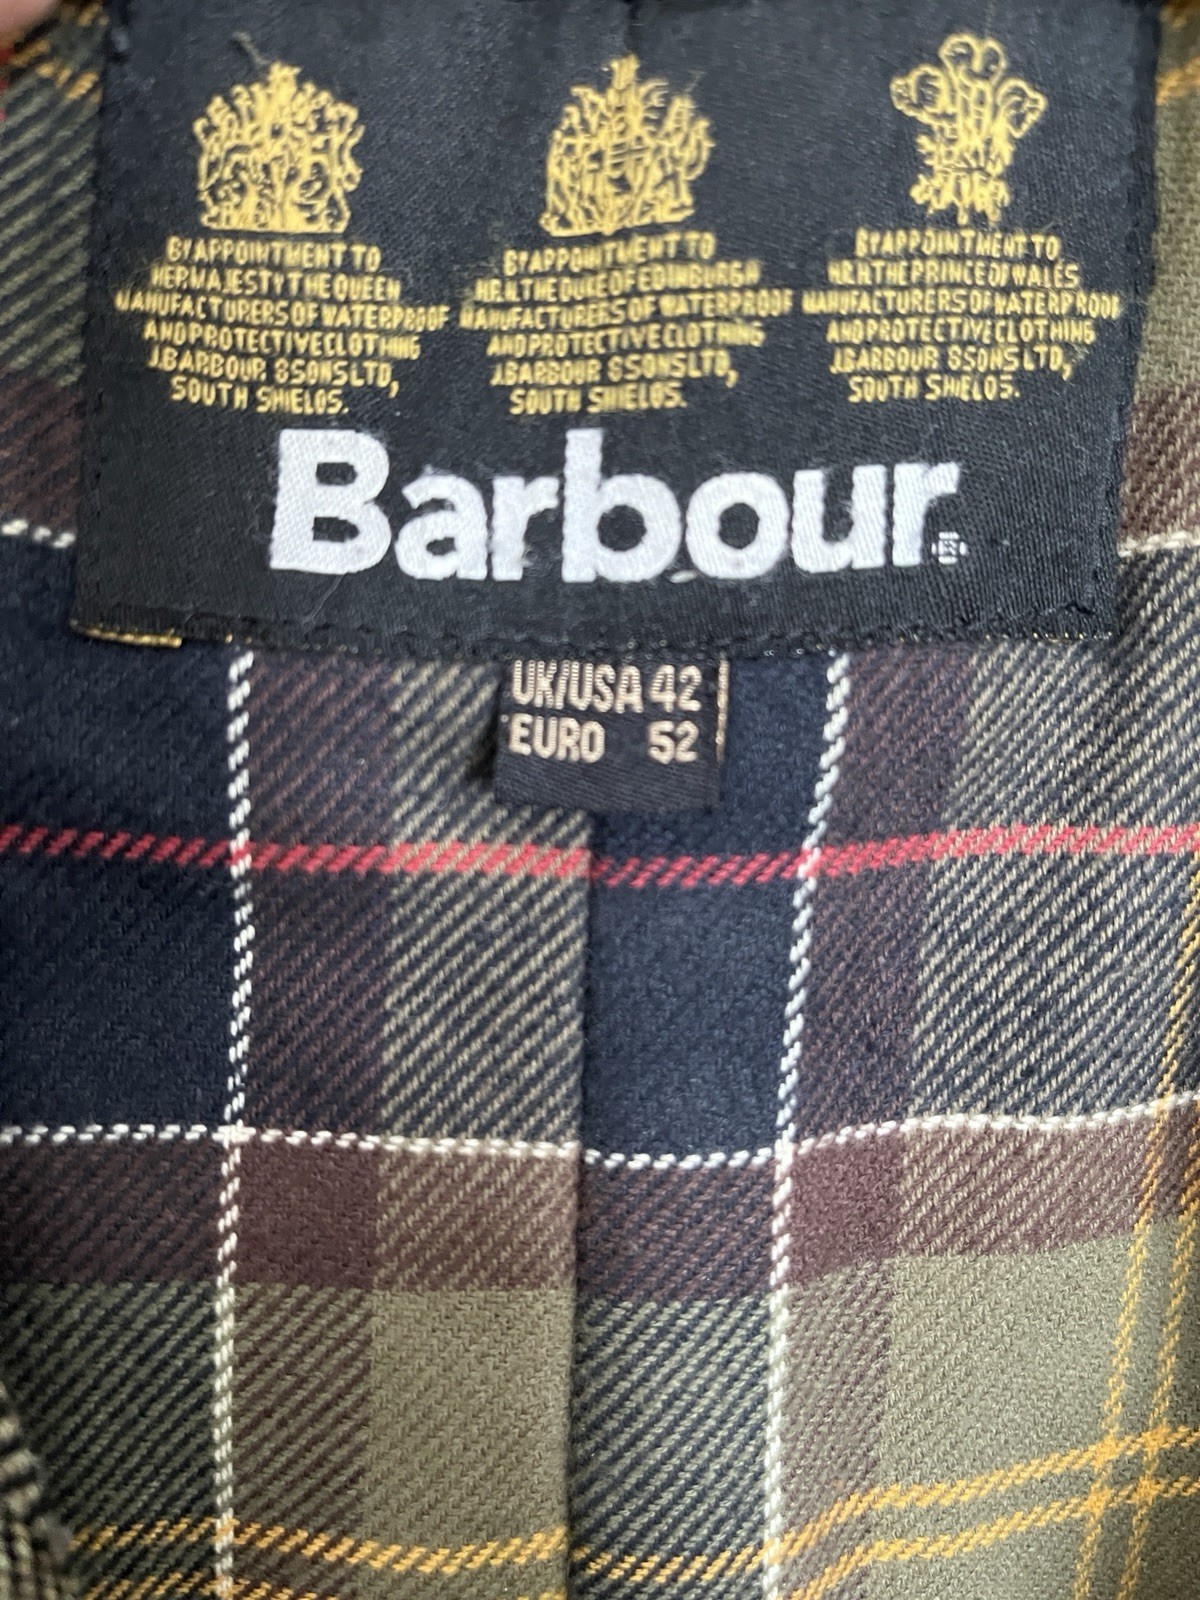 BY APPOINTMENT TO
HER MAJESTY THE QUEEN
MANUFACTURERS OF WATERPROOF
AND PROTECTIVE CLOTHING
J.BARBOUR & SONS LTD,
SOUTH SHIELDS.
BY APPOINTMENT TO
H.R.H. THE DUKE OF EDINBURGH
MANUFACTURERS OF WATERPROOF
AND PROTECTIVE CLOTHING
J.BARBOUR & SONS LTD,
SOUTH SHIELDS.
BY APPOINTMENT TO
H.R.H. THE PRINCE OF WALES
MANUFACTURERS OF WATERPROOF
AND PROTECTIVE CLOTHING
J.BARBOUR & SONS LTD,
SOUTH SHIELDS.
Barbour®
UK/USA 42
EURO 52